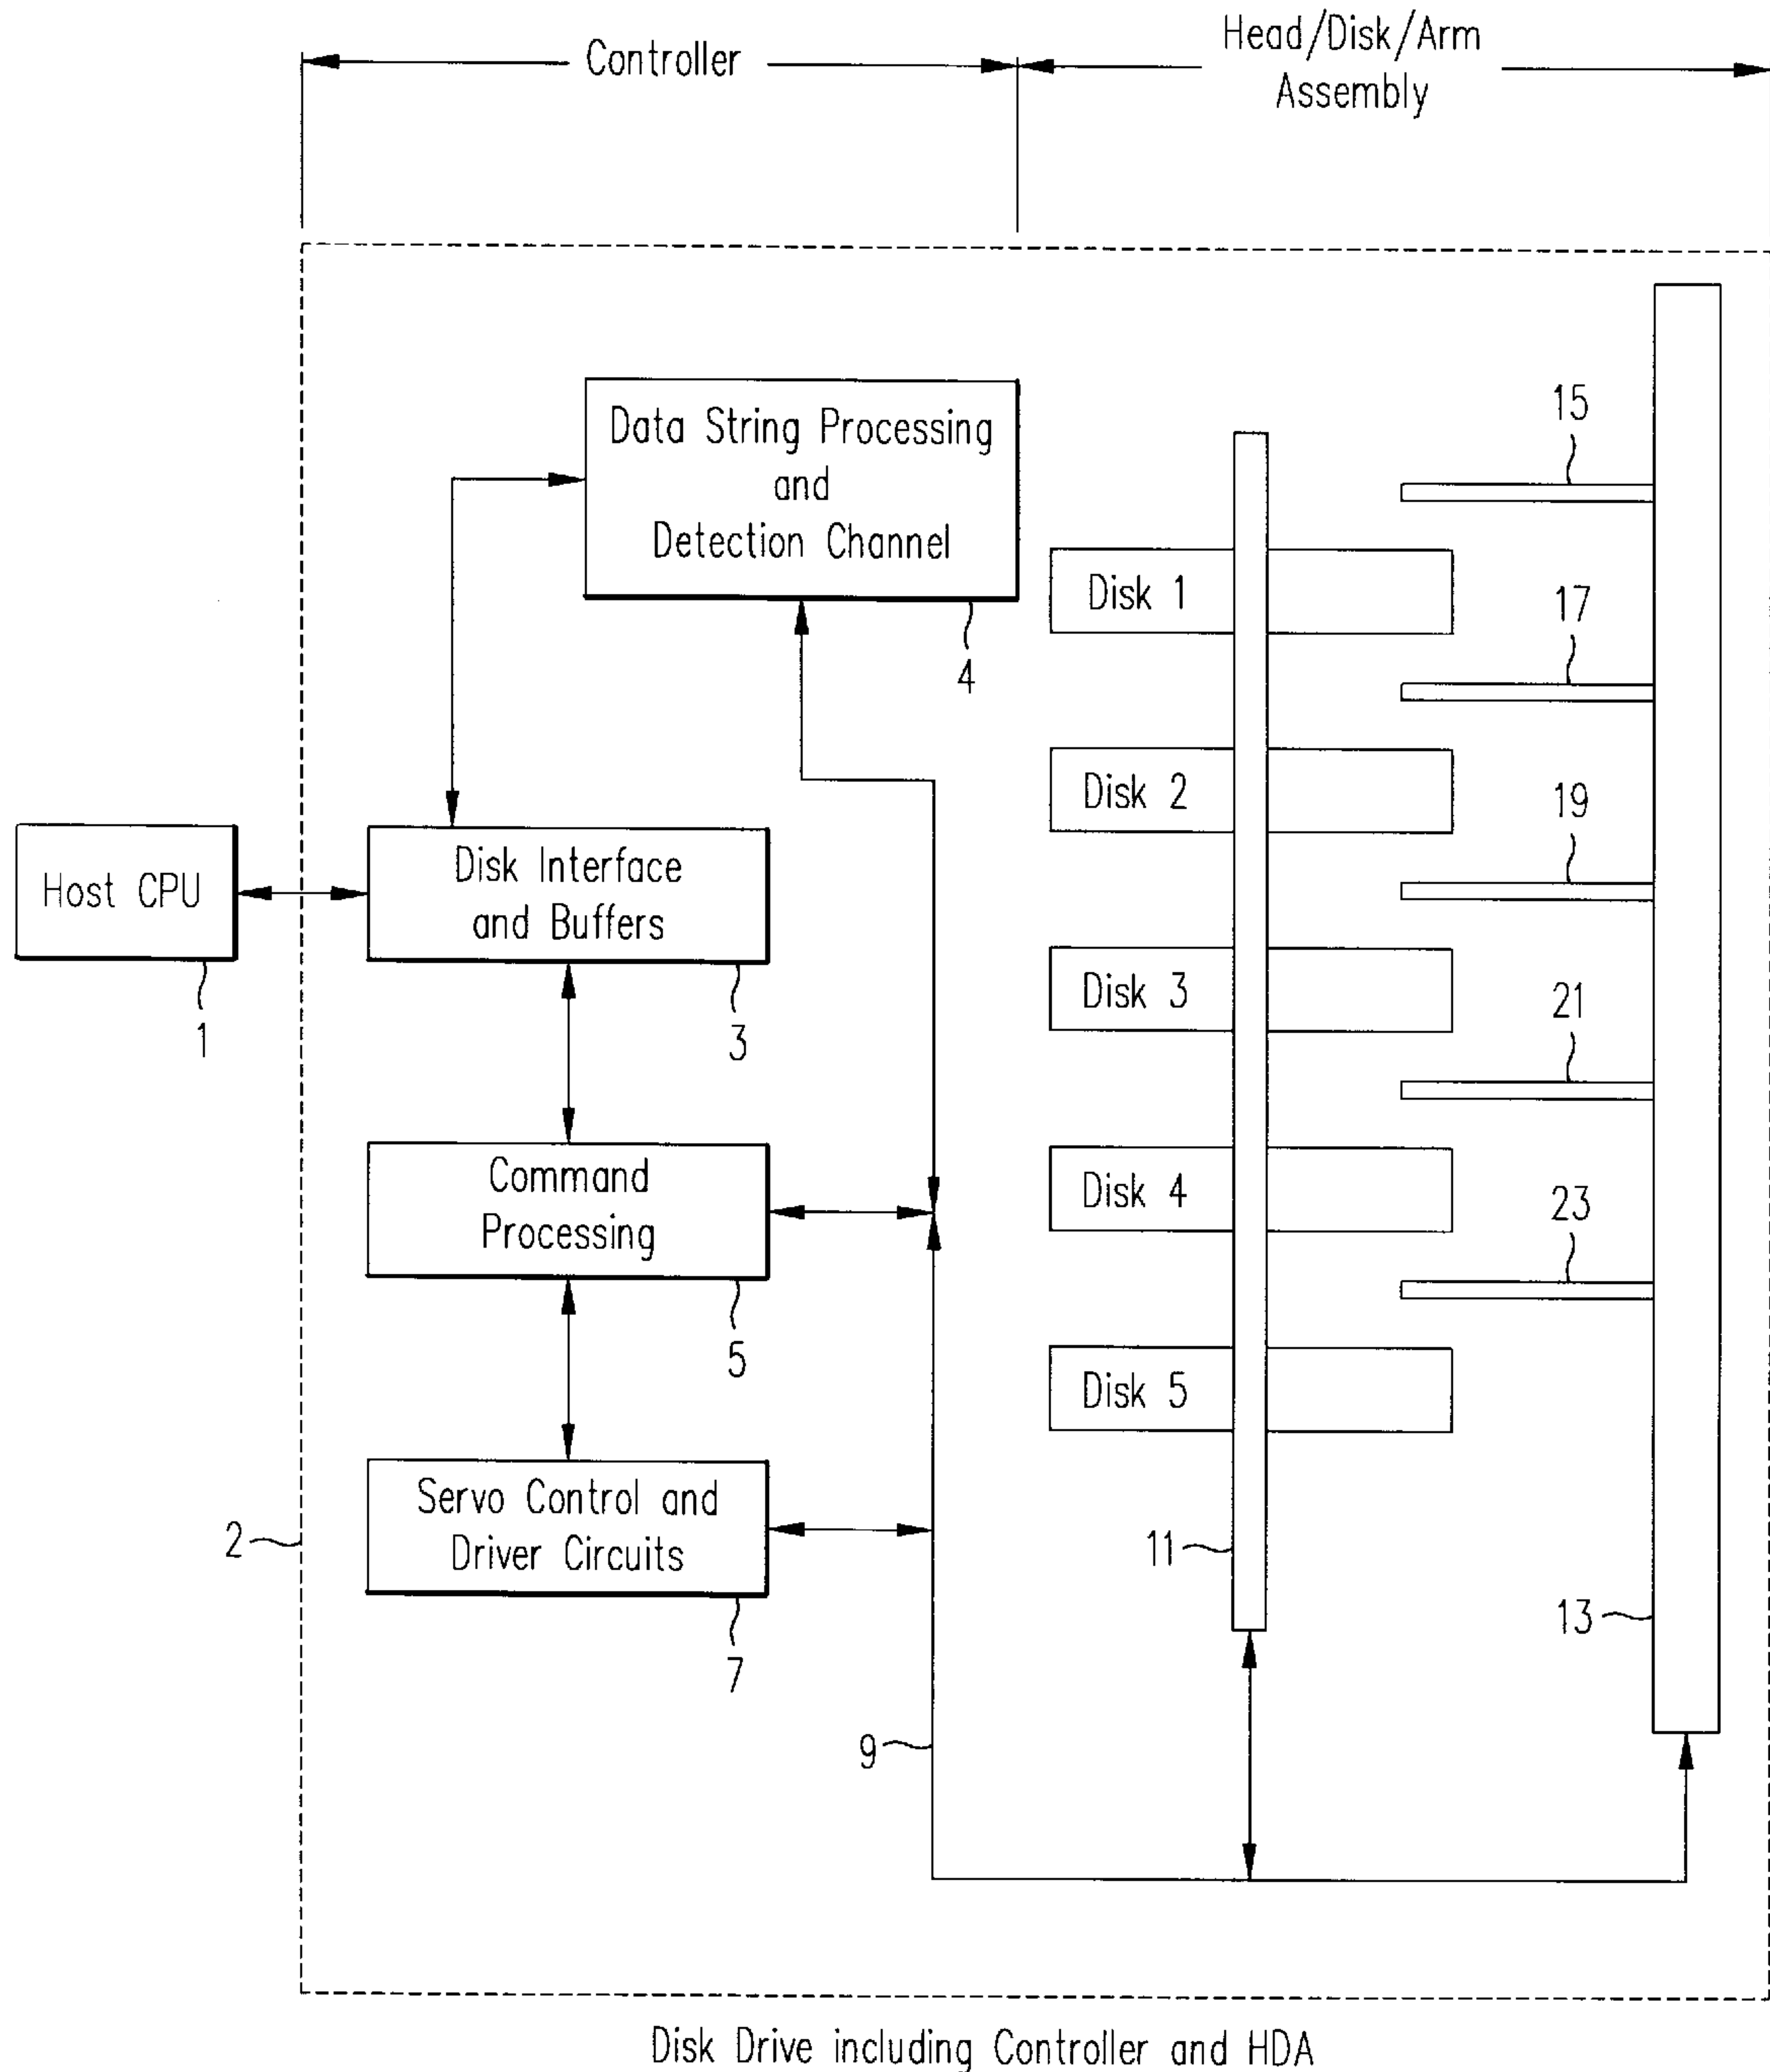 Controller
Head/Disk/Arm
Assembly
Data String Processing
and
Detection Channel
4
15
Disk 1
17
Disk 2
19
Host CPU
1
Disk Interface
and Buffers
3
Disk 3
21
Command
Processing
5
Disk 4
23
Disk 5
Servo Control and
Driver Circuits
7
2
11
13
9
Disk Drive including Controller and HDA